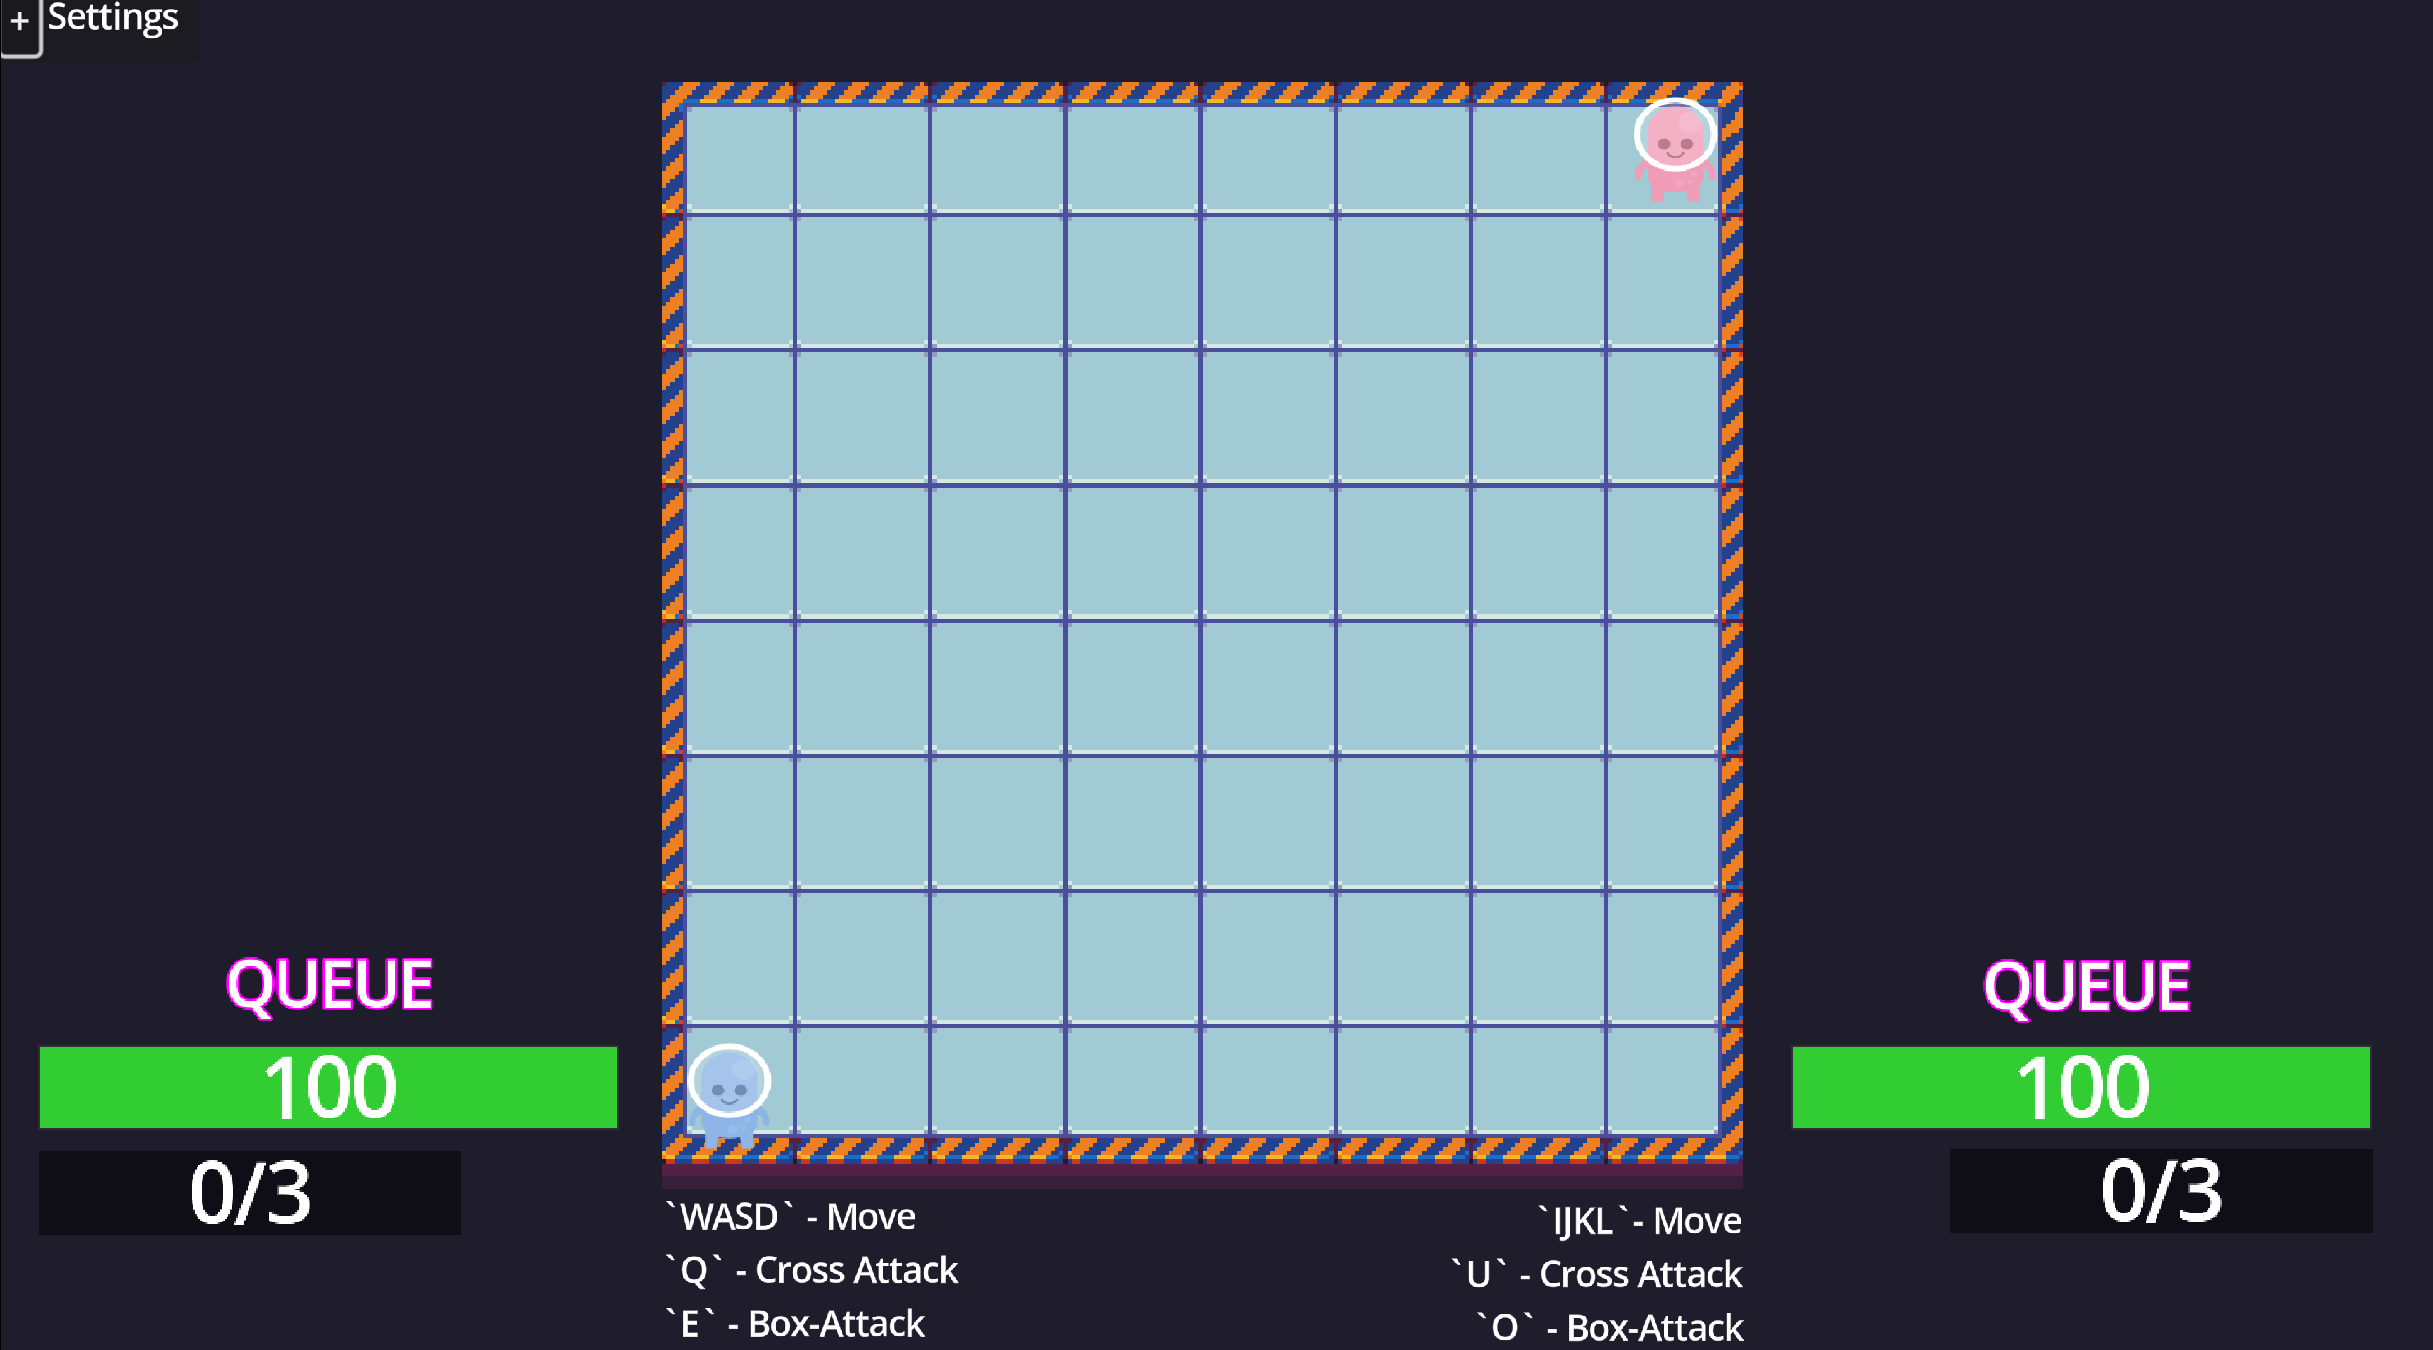 + Settings
QUEUE
100
0/3
QUEUE
100
0/3
`WASD` - Move
`Q` - Cross Attack
`E` - Box-Attack
`IJKL`- Move
`U` - Cross Attack
`O` - Box-Attack